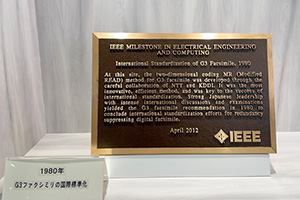 IEEE MILESTONE IN ELECTRICAL ENGINEERING
AND COMPUTING
International Standardization of G3 Facsimile, 1980
At this site, the two-dimensional coding MR (Modified
READ) method for G3 facsimile was developed through the
careful collaboration of NTT and KDDI. It was the most
innovative, efficient method, and was key to the victory of
international standardization. Strong Japanese leadership
with intense international discussions and examinations
yielded the G3 facsimile recommendation in 1980, to
conclude international standardization efforts for redundancy
suppressing digital facsimile.
April 2012
IEEE
1980年
G3ファクシミリの国際標準化